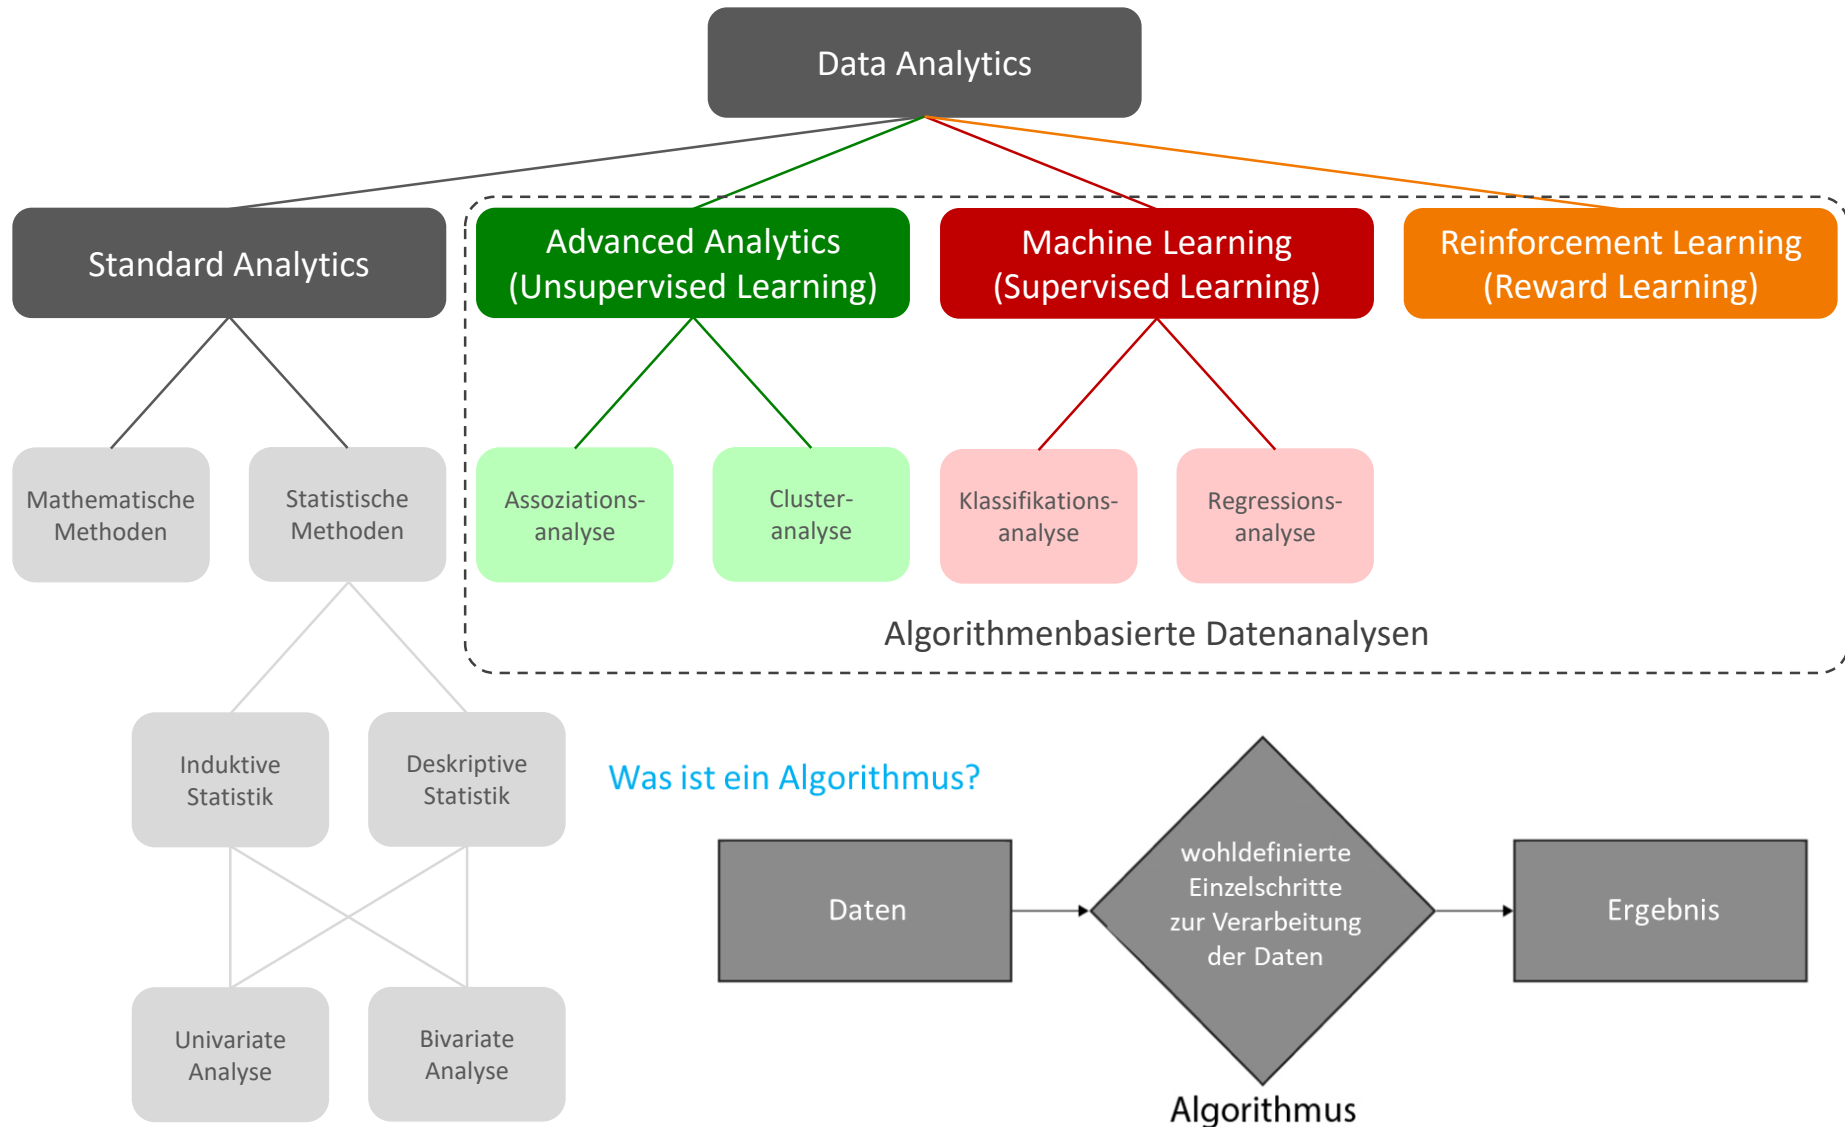 Data Analytics
Standard Analytics
Advanced Analytics
(Unsupervised Learning)
Machine Learning
(Supervised Learning)
Reinforcement Learning
(Reward Learning)
Mathematische
Methoden
Statistische
Methoden
Assoziations-
analyse
Cluster-
analyse
Klassifikations-
analyse
Regressions-
analyse
Algorithmenbasierte Datenanalysen
Induktive
Statistik
Deskriptive
Statistik
Was ist ein Algorithmus?
Daten
wohldefinierte
Einzelschritte
zur Verarbeitung
der Daten
Ergebnis
Univariate
Analyse
Bivariate
Analyse
Algorithmus